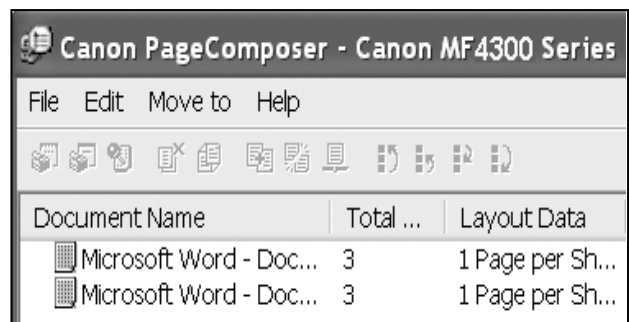 Canon PageComposer - Canon MF4300 Series
File Edit Move to Help
Document Name Total ... Layout Data
Microsoft Word - Doc... 3 1 Page per Sh...
Microsoft Word - Doc... 3 1 Page per Sh...